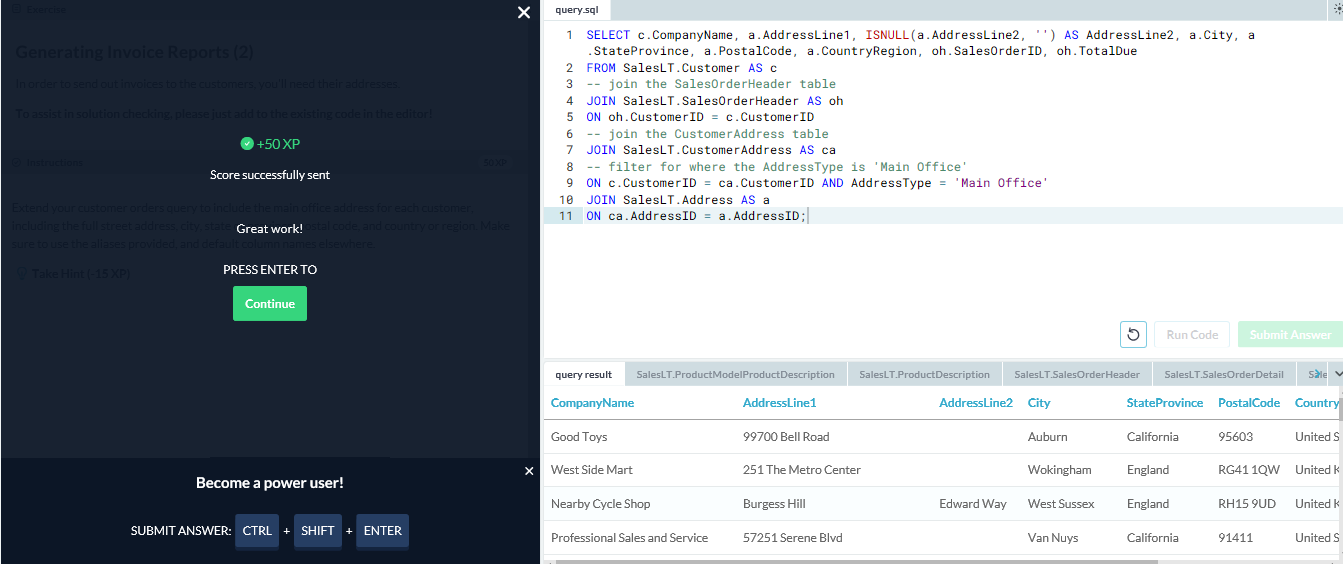 Exercise
Generating Invoice Reports (2)
In order to send out invoices to the customers, you'll need their addresses.
To assist in solution checking, please just add to the existing code in the editor!
+50 XP
Instructions
50 XP
Score successfully sent
Extend your customer orders query to include the main office address for each customer,
including the full street address, city, state postal code, and country or region. Make
sure to use the aliases provided, and default column names elsewhere.
Great work!
Take Hint (-15 XP)
PRESS ENTER TO
Continue
Become a power user!
SUBMIT ANSWER: CTRL + SHIFT + ENTER
query.sql
1 SELECT c.CompanyName, a.AddressLine1, ISNULL(a.AddressLine2, '') AS AddressLine2, a.City, a
.StateProvince, a.PostalCode, a.CountryRegion, oh.SalesOrderID, oh.TotalDue
2 FROM SalesLT.Customer AS c
3 -- join the SalesOrderHeader table
4 JOIN SalesLT.SalesOrderHeader AS oh
5 ON oh.CustomerID = c.CustomerID
6 -- join the CustomerAddress table
7 JOIN SalesLT.CustomerAddress AS ca
8 -- filter for where the AddressType is 'Main Office'
9 ON c.CustomerID = ca.CustomerID AND AddressType = 'Main Office'
10 JOIN SalesLT.Address AS a
11 ON ca.AddressID = a.AddressID;
Run Code
Submit Answer
query result SalesLT.ProductModelProductDescription SalesLT.ProductDescription SalesLT.SalesOrderHeader SalesLT.SalesOrderDetail
CompanyName AddressLine1 AddressLine2 City StateProvince PostalCode Country
Good Toys 99700 Bell Road Auburn California 95603 United S
West Side Mart 251 The Metro Center Wokingham England RG41 1QW United K
Nearby Cycle Shop Burgess Hill Edward Way West Sussex England RH15 9UD United K
Professional Sales and Service 57251 Serene Blvd Van Nuys California 91411 United S